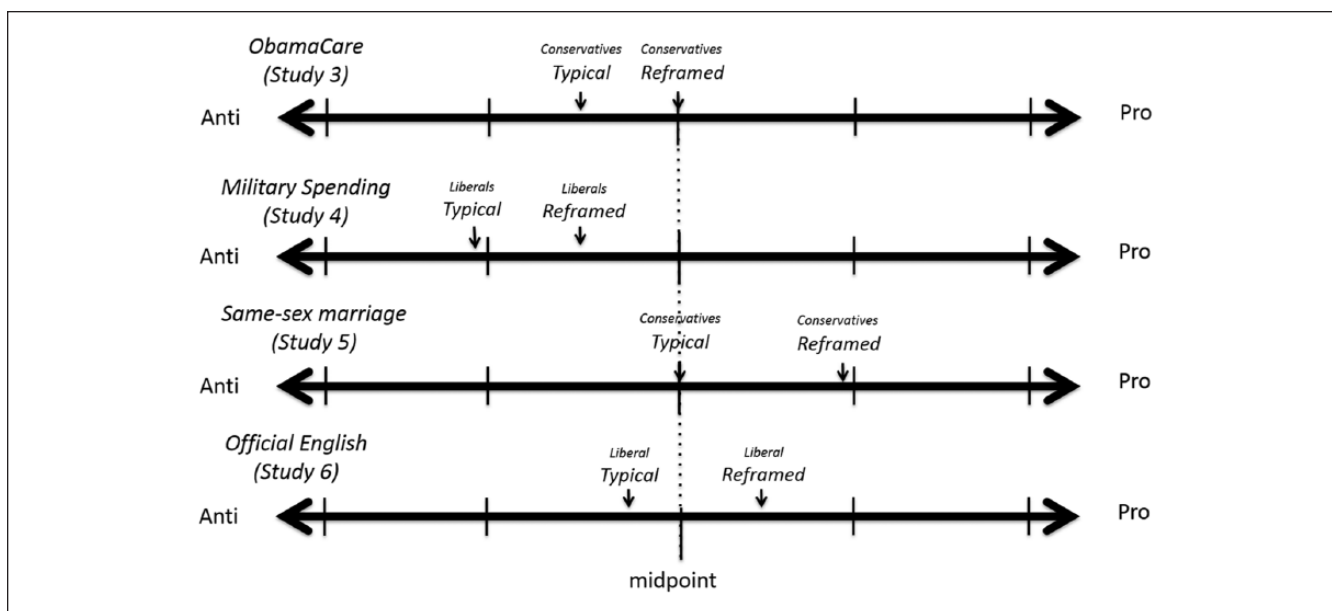 ObamaCare
(Study 3)
Conservatives
Typical
Conservatives
Reframed
Anti
Pro
Military Spending
(Study 4)
Liberals
Typical
Liberals
Reframed
Anti
Pro
Same-sex marriage
(Study 5)
Conservatives
Typical
Conservatives
Reframed
Anti
Pro
Official English
(Study 6)
Liberal
Typical
Liberal
Reframed
Anti
Pro
midpoint